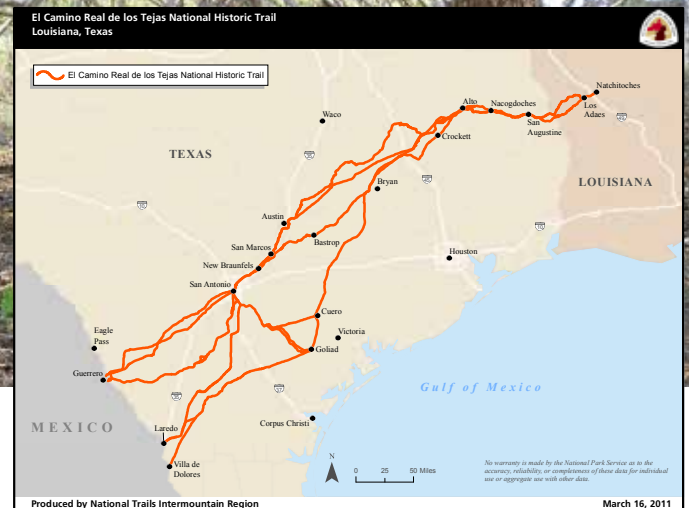 El Camino Real de los Tejas National Historic Trail
Louisiana, Texas
El Camino Real de los Tejas National Historic Trail
Natchitoches
Alto
Nacogdoches
Los
Adaes
Waco
San
Augustine
Crockett
TEXAS
Bryan
LOUISIANA
Austin
San Marcos
Bastrop
Houston
New Braunfels
San Antonio
Cuero
Victoria
Eagle
Pass
Goliad
Guerrero
Gulf of Mexico
Corpus Christi
MEXICO
Laredo
Villa de
Dolores
N
0 25 50 Miles
No warranty is made by the National Park Service as to the
accuracy, reliability, or completeness of these data for individual
use or aggregate use with other data.
Produced by National Trails Intermountain Region
March 16, 2011